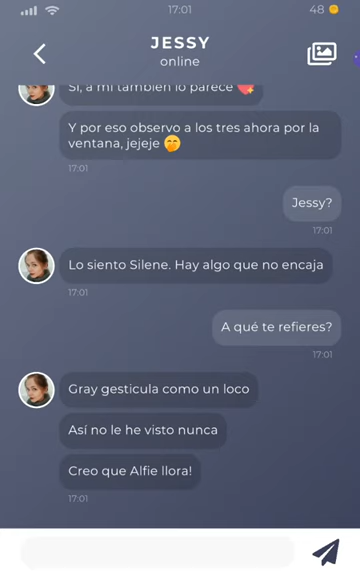 17:01
48
JESSY
online
Sí, a mí también lo parece
Y por eso observo a los tres ahora por la
ventana, jejeje
17:01
Jessy?
17:01
Lo siento Silene. Hay algo que no encaja
17:01
A qué te refieres?
17:01
Gray gesticula como un loco
Así no le he visto nunca
Creo que Alfie llora!
17:01